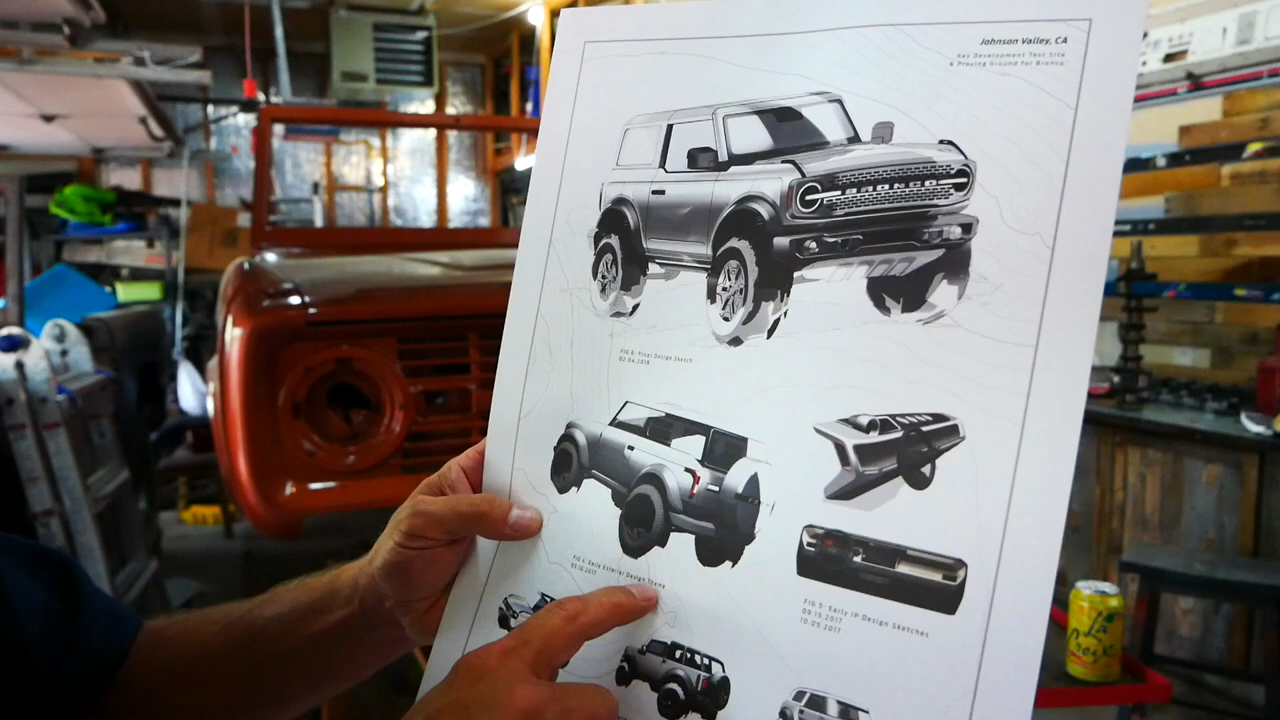 Johnson Valley, CA
Key Development Test Site
& Proving Ground for Bronco
BRONCO
FIG 6: Final Design Sketch
02.04.2018
FIG 4: Early Exterior Design Theme
FIG 5: Early IP Design Sketches
09.15.2017
10.05.2017
La
Croix